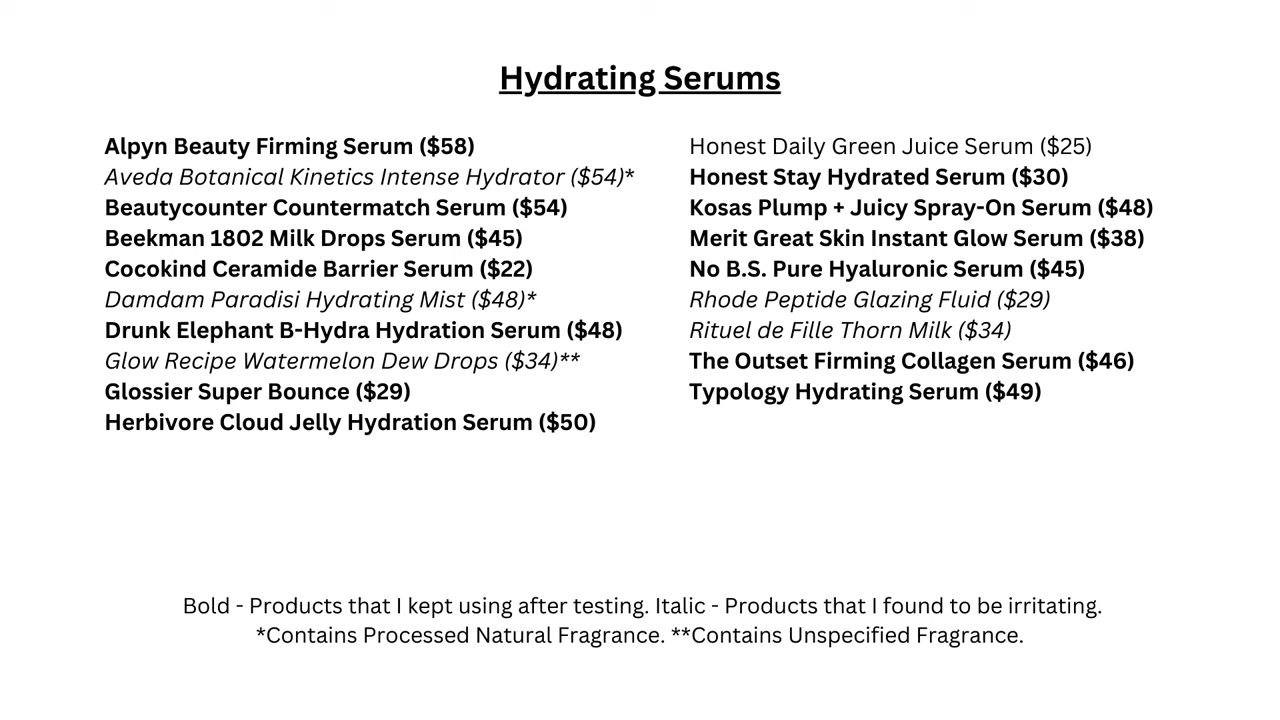 Hydrating Serums
Alpyn Beauty Firming Serum ($58)
Aveda Botanical Kinetics Intense Hydrator ($54)*
Beautycounter Countermatch Serum ($54)
Beekman 1802 Milk Drops Serum ($45)
Cocokind Ceramide Barrier Serum ($22)
Damdam Paradisi Hydrating Mist ($48)*
Drunk Elephant B-Hydra Hydration Serum ($48)
Glow Recipe Watermelon Dew Drops ($34)**
Glossier Super Bounce ($29)
Herbivore Cloud Jelly Hydration Serum ($50)
Honest Daily Green Juice Serum ($25)
Honest Stay Hydrated Serum ($30)
Kosas Plump + Juicy Spray-On Serum ($48)
Merit Great Skin Instant Glow Serum ($38)
No B.S. Pure Hyaluronic Serum ($45)
Rhode Peptide Glazing Fluid ($29)
Rituel de Fille Thorn Milk ($34)
The Outset Firming Collagen Serum ($46)
Typology Hydrating Serum ($49)
Bold - Products that I kept using after testing. Italic - Products that I found to be irritating.
*Contains Processed Natural Fragrance. **Contains Unspecified Fragrance.